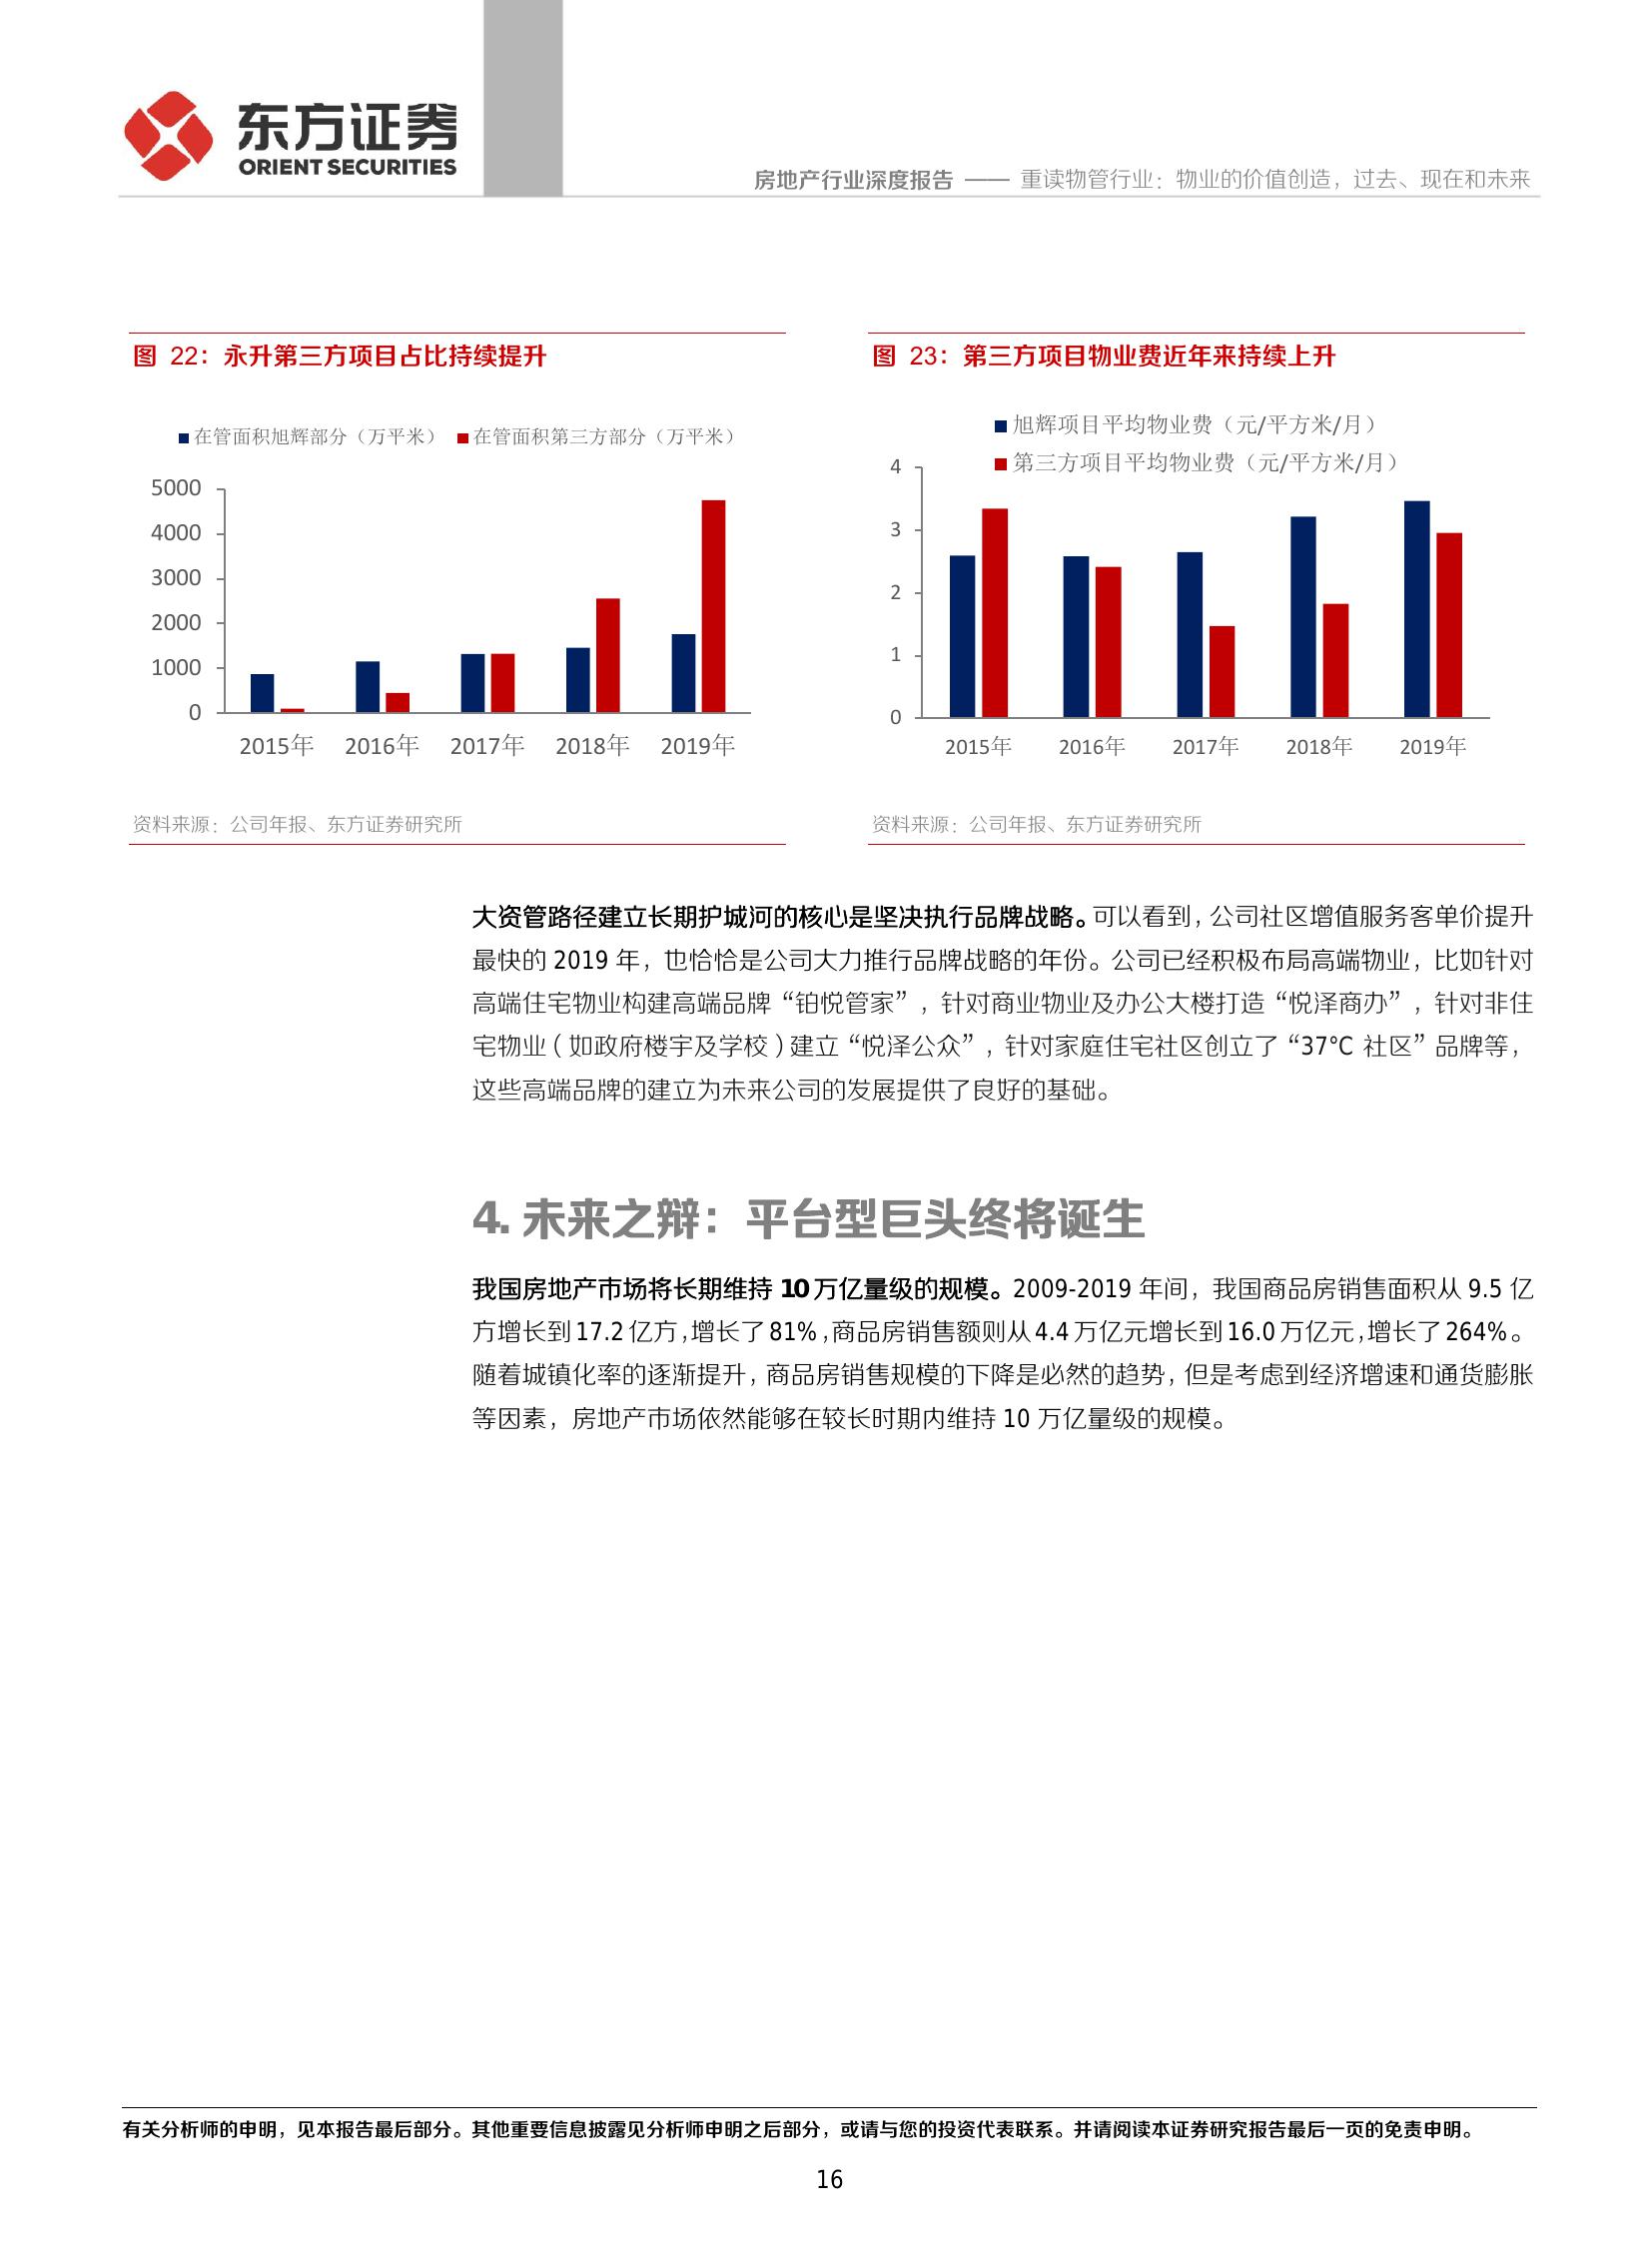 东方证券
ORIENT SECURITIES
房地产行业深度报告 —— 重读物管行业：物业的价值创造，过去、现在和未来
图 22：永升第三方项目占比持续提升
在管面积旭辉部分（万平米） 在管面积第三方部分（万平米）
5000
4000
3000
2000
1000
0
2015年 2016年 2017年 2018年 2019年
资料来源：公司年报、东方证券研究所
图 23：第三方项目物业费近年来持续上升
旭辉项目平均物业费（元/平方米/月）
第三方项目平均物业费（元/平方米/月）
4
3
2
1
0
2015年 2016年 2017年 2018年 2019年
资料来源：公司年报、东方证券研究所
大资管路径建立长期护城河的核心是坚决执行品牌战略。可以看到，公司社区增值服务客单价提升
最快的 2019 年，也恰恰是公司大力推行品牌战略的年份。公司已经积极布局高端物业，比如针对
高端住宅物业构建高端品牌“铂悦管家”，针对商业物业及办公大楼打造“悦泽商办”，针对非住
宅物业（如政府楼宇及学校）建立“悦泽公众”，针对家庭住宅社区创立了“37℃ 社区”品牌等，
这些高端品牌的建立为未来公司的发展提供了良好的基础。
4. 未来之辩：平台型巨头终将诞生
我国房地产市场将长期维持 10 万亿量级的规模。2009-2019 年间，我国商品房销售面积从 9.5 亿
方增长到 17.2 亿方，增长了 81%，商品房销售额则从 4.4 万亿元增长到 16.0 万亿元，增长了 264%。
随着城镇化率的逐渐提升，商品房销售规模的下降是必然的趋势，但是考虑到经济增速和通货膨胀
等因素，房地产市场依然能够在较长时期内维持 10 万亿量级的规模。
有关分析师的申明，见本报告最后部分。其他重要信息披露见分析师申明之后部分，或请与您的投资代表联系。并请阅读本证券研究报告最后一页的免责申明。
16